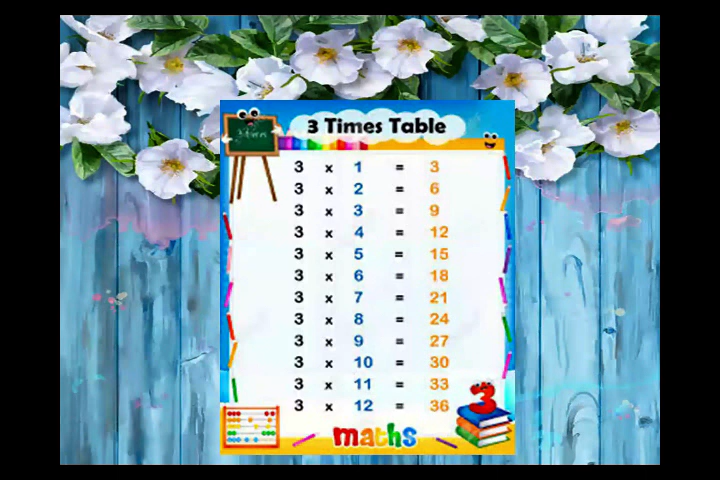 3 Times Table
3 x 1 = 3
3 x 2 = 6
3 x 3 = 9
3 x 4 = 12
3 x 5 = 15
3 x 6 = 18
3 x 7 = 21
3 x 8 = 24
3 x 9 = 27
3 x 10 = 30
3 x 11 = 33
3 x 12 = 36
3
maths